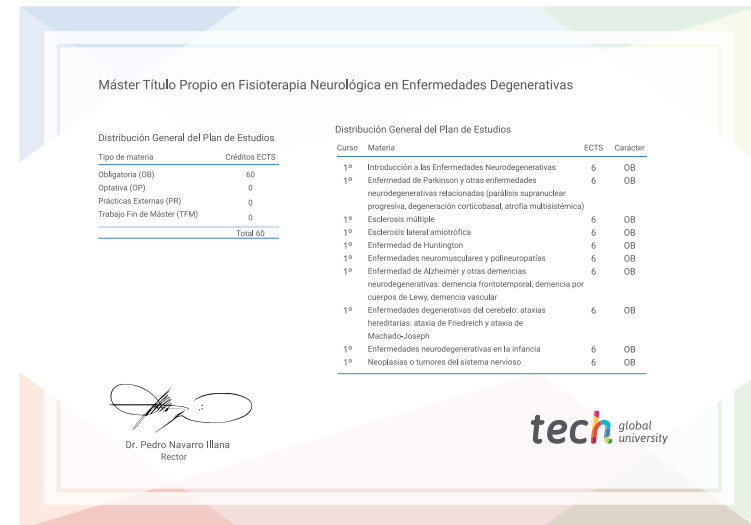 Máster Título Propio en Fisioterapia Neurológica en Enfermedades Degenerativas
Distribución General del Plan de Estudios
Tipo de materia Créditos ECTS
Obligatoria (OB) 60
Optativa (OP) 0
Prácticas Externas (PR) 0
Trabajo Fin de Máster (TFM) 0
Total 60
Distribución General del Plan de Estudios
Curso Materia ECTS Carácter
1º Introducción a las Enfermedades Neurodegenerativas 6 OB
1º Enfermedad de Parkinson y otras enfermedades 6 OB
neurodegenerativas relacionadas (parálisis supranuclear
progresiva, degeneración corticobasal, atrofia multisistémica)
1º Esclerosis múltiple 6 OB
1º Esclerosis lateral amiotrófica 6 OB
1º Enfermedad de Huntington 6 OB
1º Enfermedades neuromusculares y polineuropatías 6 OB
1º Enfermedad de Alzheimer y otras demencias 6 OB
neurodegenerativas: demencia frontotemporal, demencia por
cuerpos de Lewy, demencia vascular
1º Enfermedades degenerativas del cerebelo: ataxias 6 OB
hereditarias: ataxia de Friedreich y ataxia de
Machado-Joseph
1º Enfermedades neurodegenerativas en la infancia 6 OB
1º Neoplasias o tumores del sistema nervioso 6 OB
Dr. Pedro Navarro Illana
Rector
tech global
university